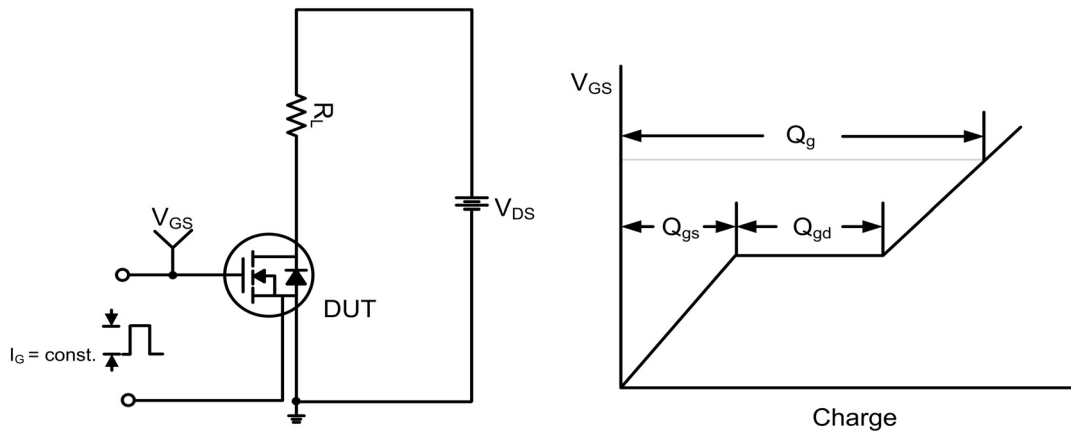 R_L
V_DS
V_GS
DUT
I_G = const.
V_GS
Q_g
Q_gs
Q_gd
Charge